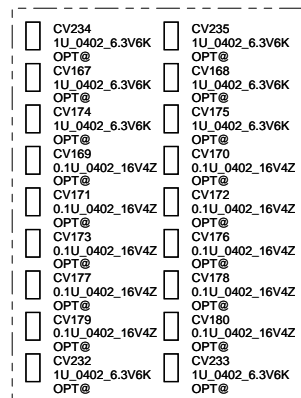 CV234
1U_0402_6.3V6K
OPT@
CV235
1U_0402_6.3V6K
OPT@
CV167
1U_0402_6.3V6K
OPT@
CV168
1U_0402_6.3V6K
OPT@
CV174
1U_0402_6.3V6K
OPT@
CV175
1U_0402_6.3V6K
OPT@
CV169
0.1U_0402_16V4Z
OPT@
CV170
0.1U_0402_16V4Z
OPT@
CV171
0.1U_0402_16V4Z
OPT@
CV172
0.1U_0402_16V4Z
OPT@
CV173
0.1U_0402_16V4Z
OPT@
CV176
0.1U_0402_16V4Z
OPT@
CV177
0.1U_0402_16V4Z
OPT@
CV178
0.1U_0402_16V4Z
OPT@
CV179
0.1U_0402_16V4Z
OPT@
CV180
0.1U_0402_16V4Z
OPT@
CV232
1U_0402_6.3V6K
OPT@
CV233
1U_0402_6.3V6K
OPT@